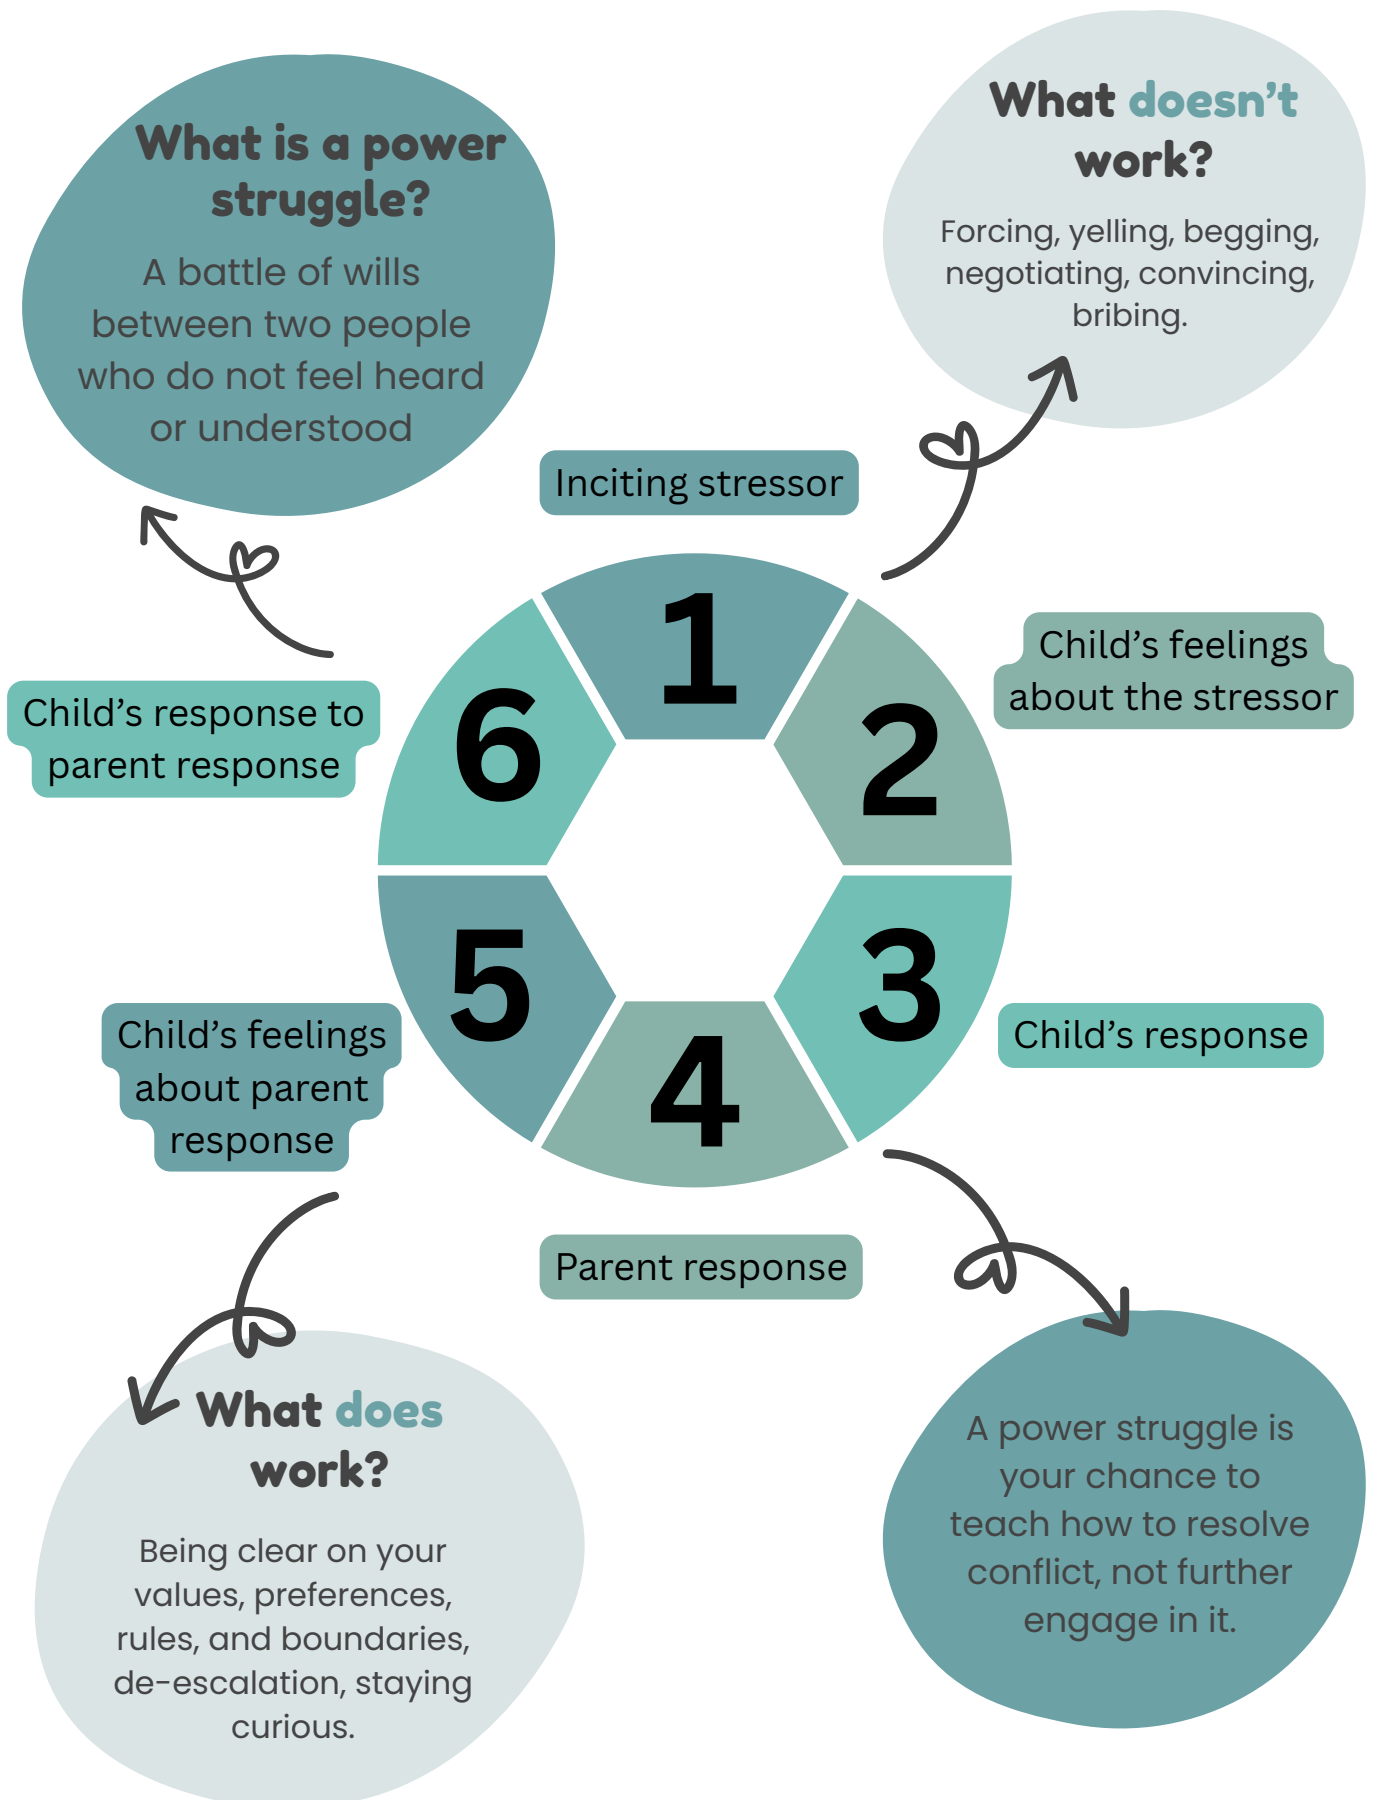 What is a power
struggle?
A battle of wills
between two people
who do not feel heard
or understood
What doesn't
work?
Forcing, yelling, begging,
negotiating, convincing,
bribing.
Inciting stressor
1
Child's feelings
about the stressor
2
Child's response
3
Parent response
4
Child's feelings
about parent
response
5
Child's response to
parent response
6
What does
work?
Being clear on your
values, preferences,
rules, and boundaries,
de-escalation, staying
curious.
A power struggle is
your chance to
teach how to resolve
conflict, not further
engage in it.